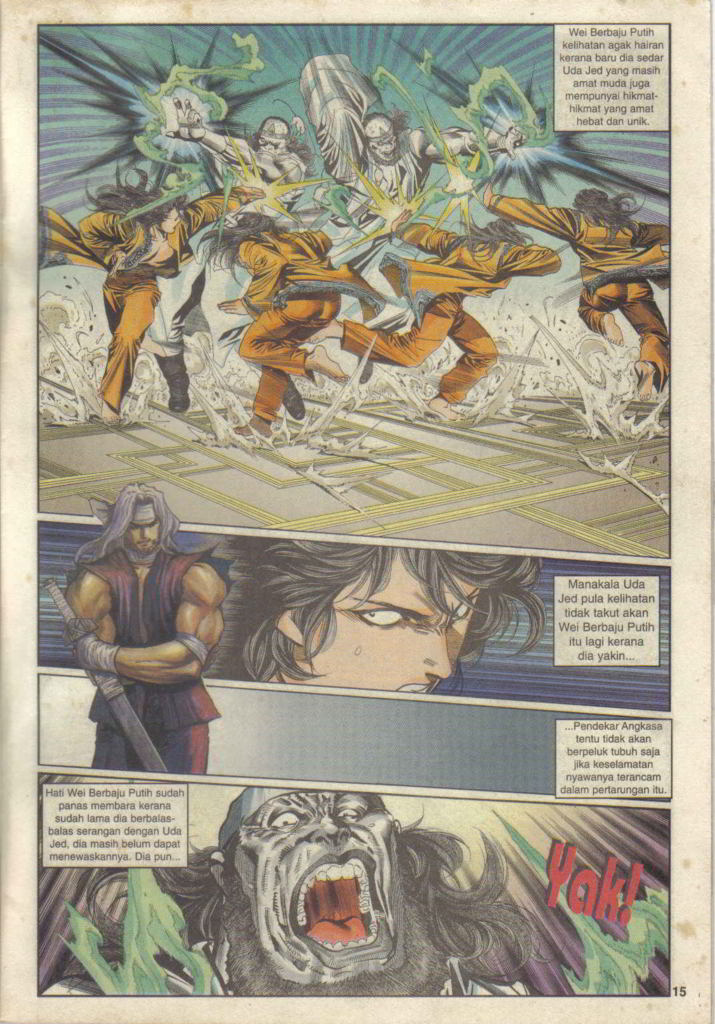 Wei Berbaju Putih
kelihatan agak hairan
kerana baru dia sedar
Uda Jed yang masih
amat muda juga
mempunyai hikmat-
hikmat yang amat
hebat dan unik.
Manakala Uda
Jed pula kelihatan
tidak takut akan
Wei Berbaju Putih
itu lagi kerana
dia yakin...
...Pendekar Angkasa
tentu tidak akan
berpeluk tubuh saja
jika keselamatan
nyawanya terancam
dalam pertarungan itu.
Hati Wei Berbaju Putih sudah
panas membara kerana
sudah lama dia berbalas-
balas serangan dengan Uda
Jed, dia masih belum dapat
menewaskannya. Dia pun...
Yak!
15